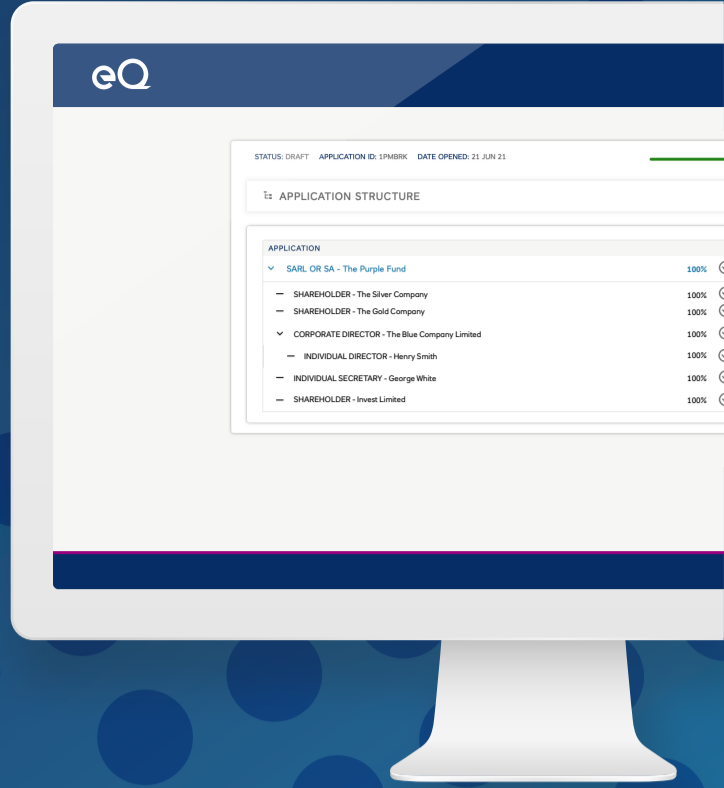 eQ
STATUS: DRAFT APPLICATION ID: 1PMBRK DATE OPENED: 21 JUN 21
APPLICATION STRUCTURE
APPLICATION
SARL OR SA - The Purple Fund 100%
SHAREHOLDER - The Silver Company 100%
SHAREHOLDER - The Gold Company 100%
CORPORATE DIRECTOR - The Blue Company Limited 100%
INDIVIDUAL DIRECTOR - Henry Smith 100%
INDIVIDUAL SECRETARY - George White 100%
SHAREHOLDER - Invest Limited 100%